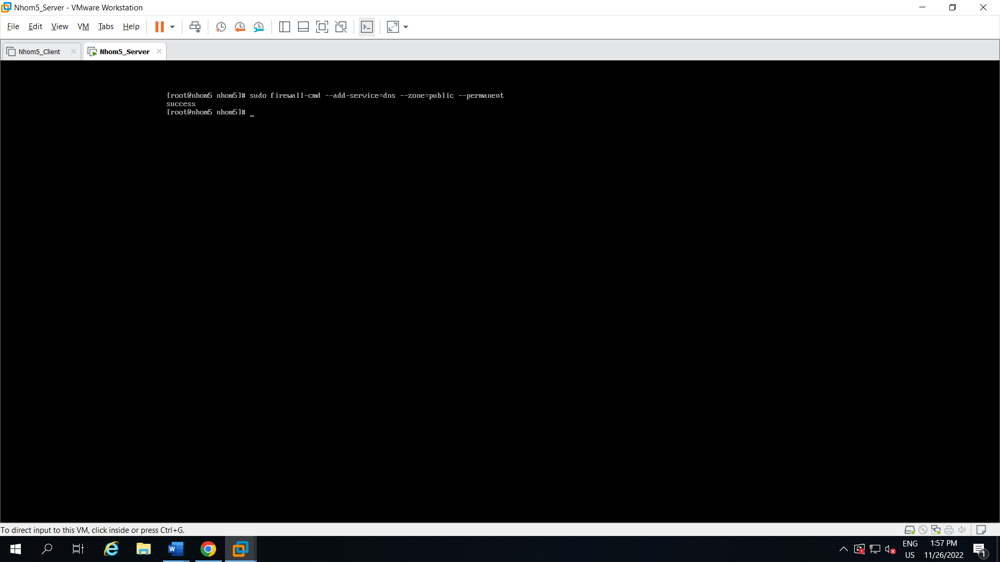 Nhom5_Server - VMware Workstation
File Edit View VM Tabs Help
Nhom5_Client Nhom5_Server
[root@nhom5 nhom5]# sudo firewall-cmd --add-service=dns --zone=public --permanent
success
[root@nhom5 nhom5]# _
To direct input to this VM, click inside or press Ctrl+G.
ENG 1:57 PM
US 11/26/2022 1